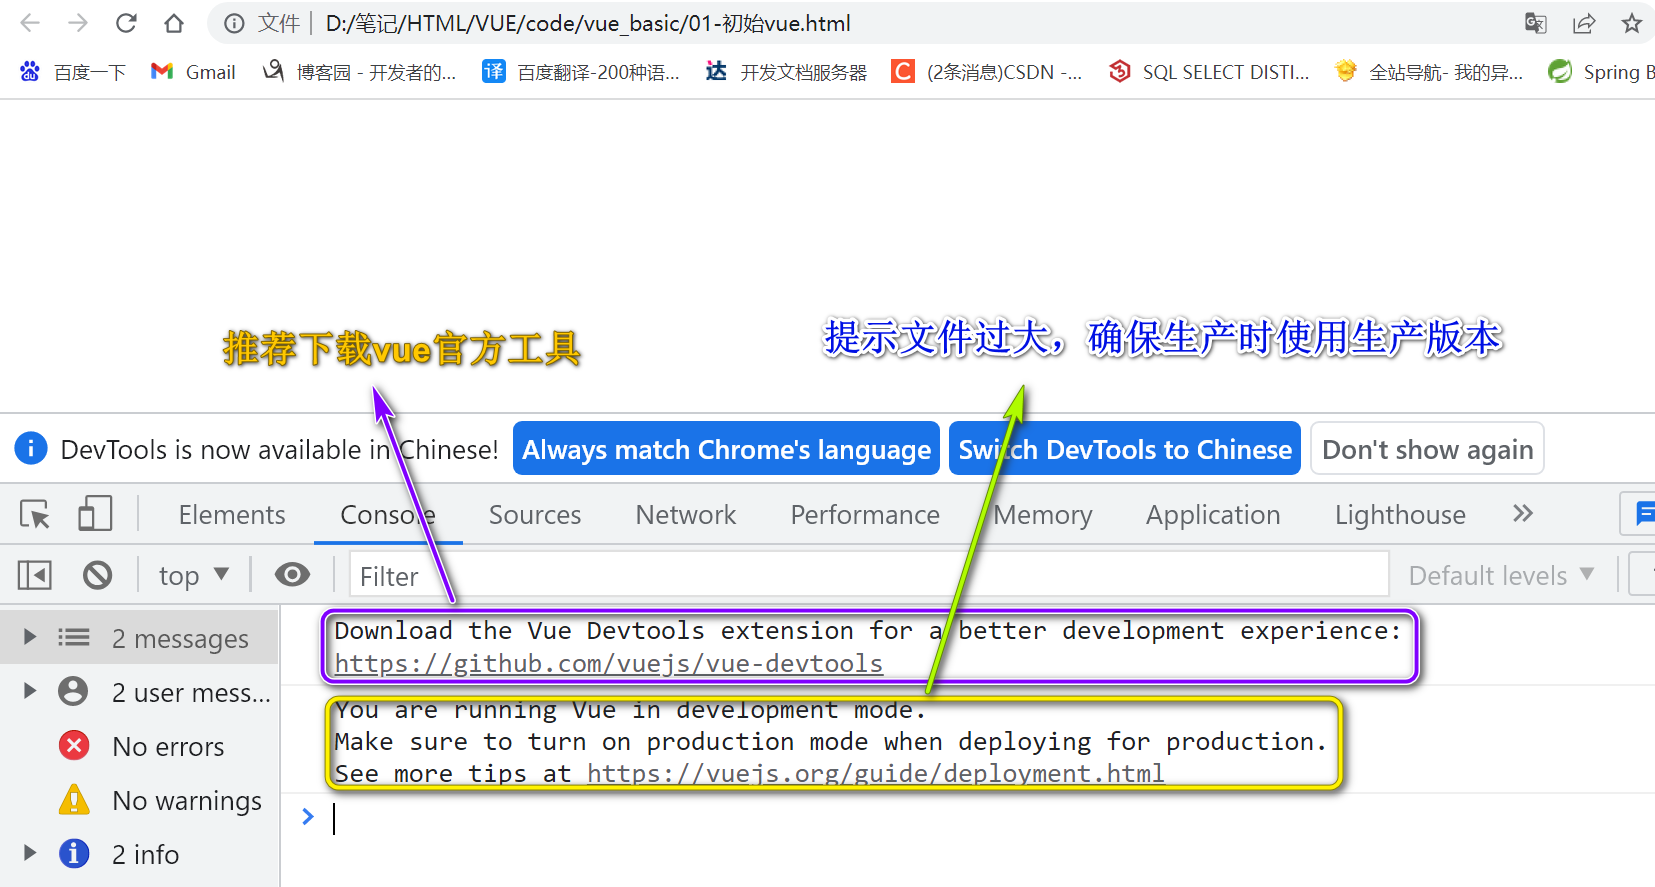 文件 D:/笔记/HTML/VUE/code/vue_basic/01-初始vue.html
百度一下 Gmail 博客园 - 开发者的... 译 百度翻译-200种语... 达 开发文档服务器 C (2条消息)CSDN -... SQL SELECT DISTI... 全站导航- 我的异... Spring B
推荐下载vue官方工具
提示文件过大，确保生产时使用生产版本
DevTools is now available in Chinese! Always match Chrome's language Switch DevTools to Chinese Don't show again
Elements Console Sources Network Performance Memory Application Lighthouse
top Filter Default levels
2 messages
2 user mess...
No errors
No warnings
2 info
Download the Vue Devtools extension for a better development experience:
https://github.com/vuejs/vue-devtools
You are running Vue in development mode.
Make sure to turn on production mode when deploying for production.
See more tips at https://vuejs.org/guide/deployment.html